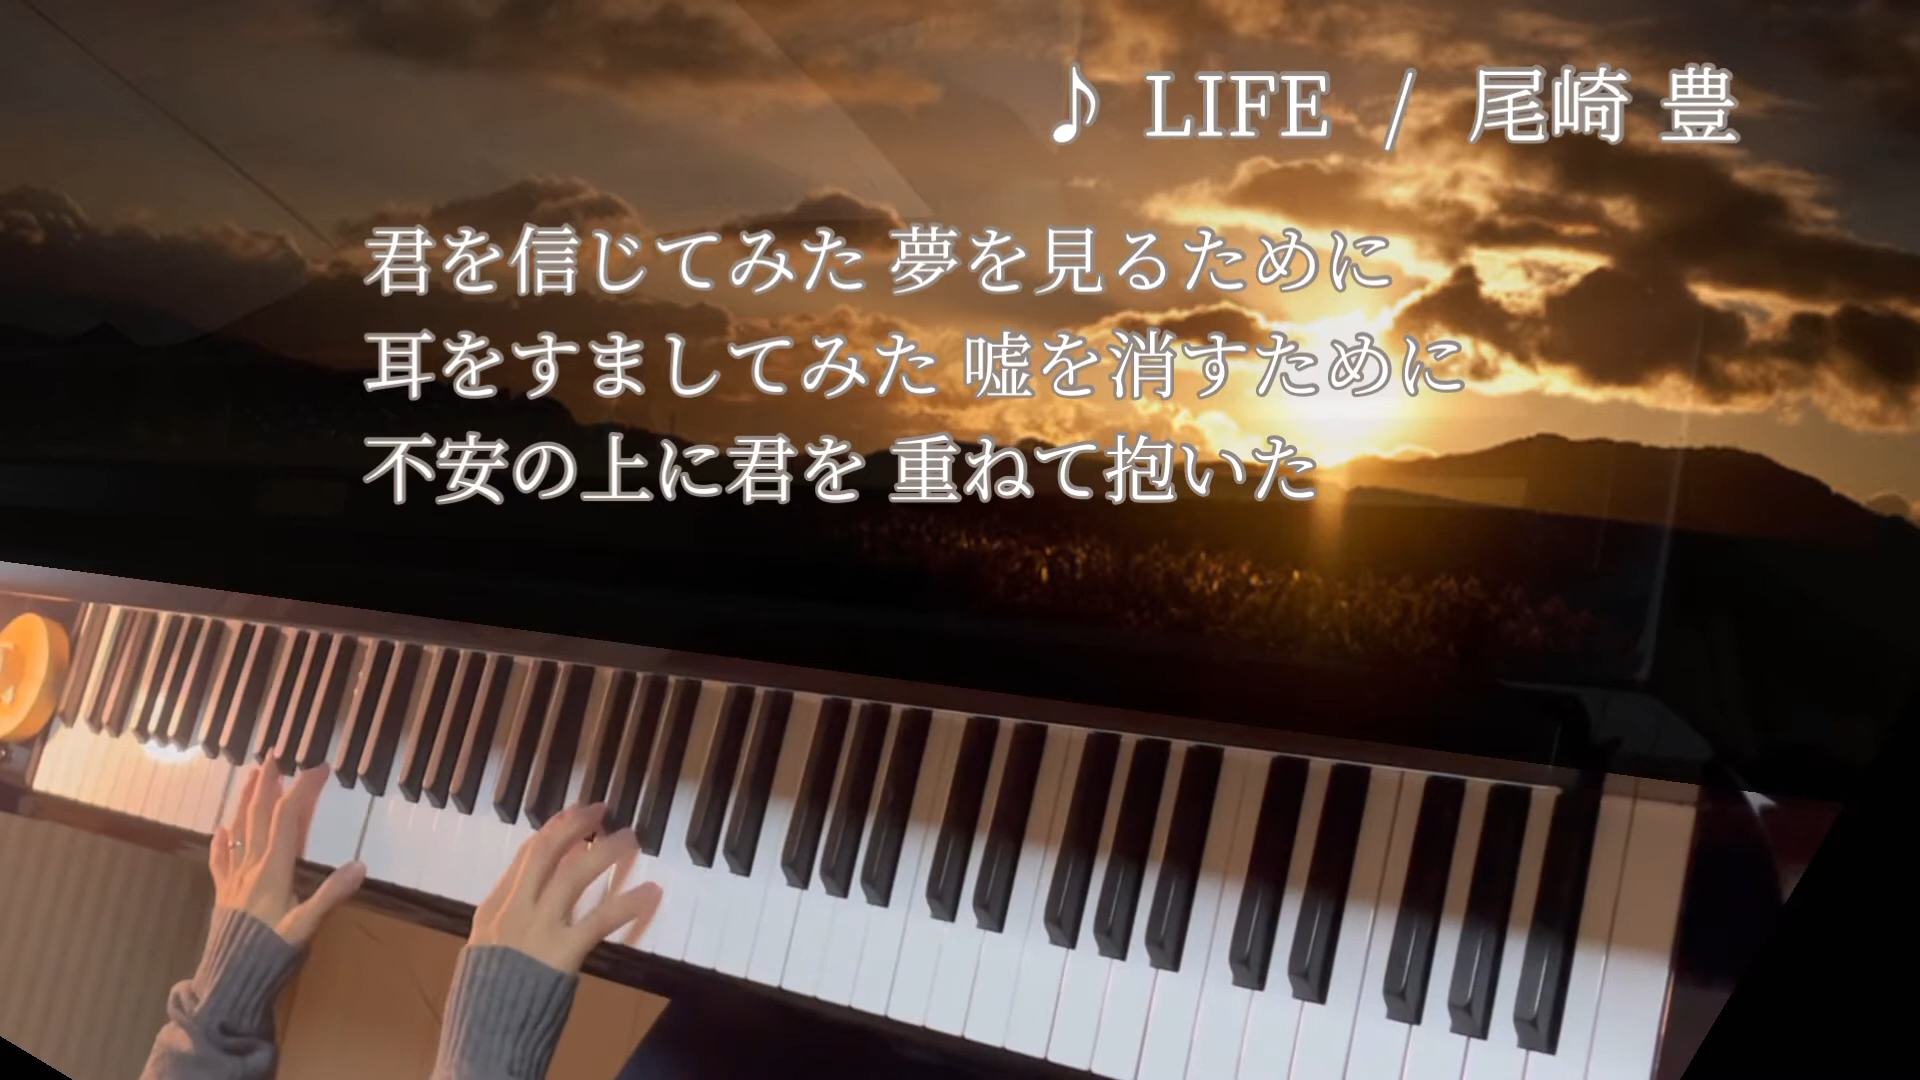 ♪ LIFE / 尾崎 豊
君を信じてみた 夢を見るために
耳をすましてみた 嘘を消すために
不安の上に君を 重ねて抱いた